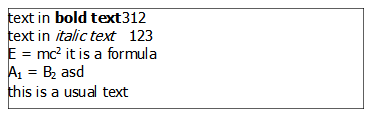 text in bold text312
text in italic text 123
E = mc² it is a formula
A₁ = B₂ asd
this is a usual text